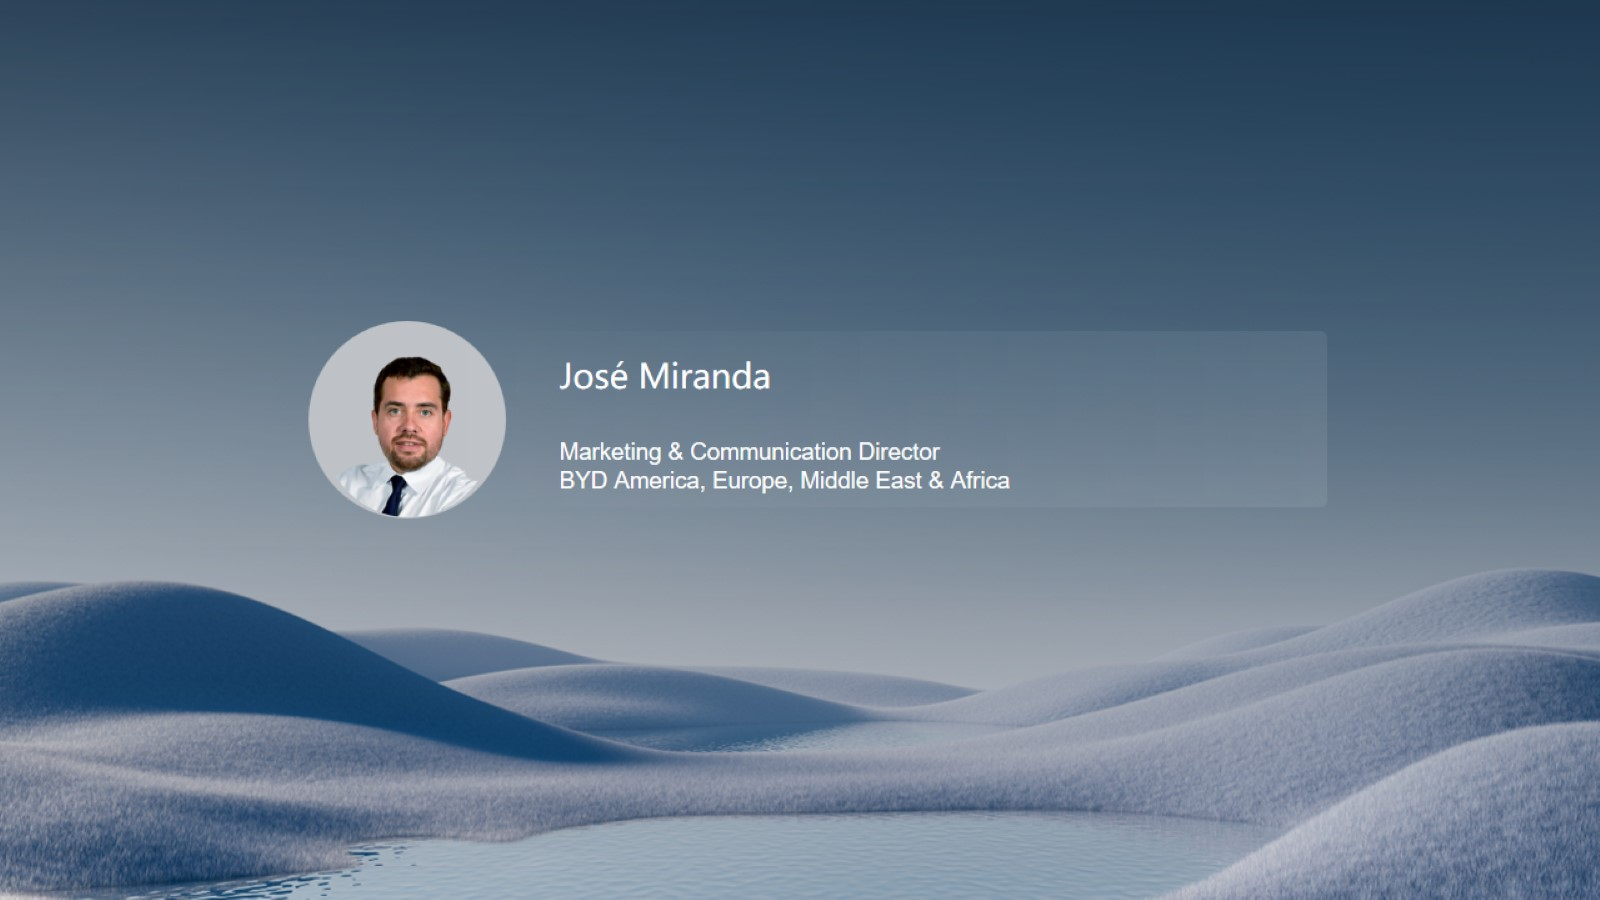 José Miranda
Marketing & Communication Director
BYD America, Europe, Middle East & Africa